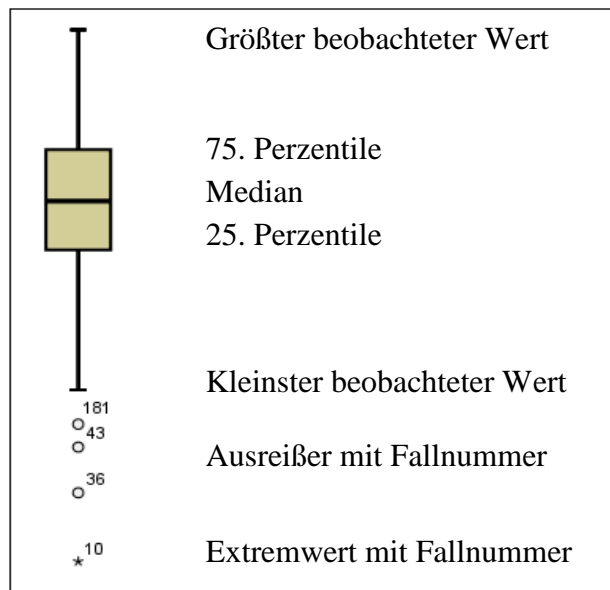 Größter beobachteter Wert
75. Perzentile
Median
25. Perzentile
Kleinster beobachteter Wert
181
43
Ausreißer mit Fallnummer
36
10
Extremwert mit Fallnummer